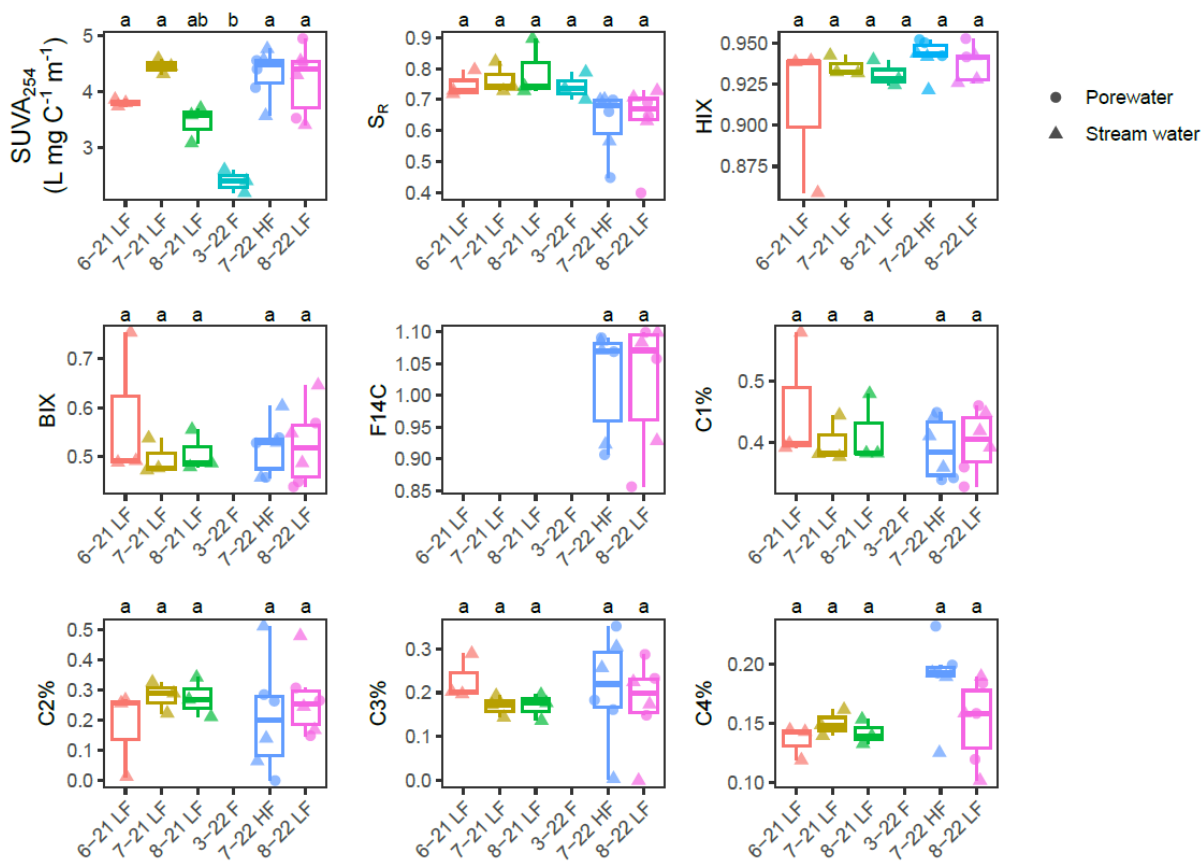 a a ab b a a
SUVA254
(L mg C⁻¹ m⁻¹)
5
4
3
6−21 LF
7−21 LF
8−21 LF
3−22 F
7−22 HF
8−22 LF
a a a a a a
SR
0.9
0.8
0.7
0.6
0.5
0.4
6−21 LF
7−21 LF
8−21 LF
3−22 F
7−22 HF
8−22 LF
a a a a a a
HIX
0.950
0.925
0.900
0.875
6−21 LF
7−21 LF
8−21 LF
7−22 HF
8−22 LF
Porewater
Stream water
a a a a a
BIX
0.7
0.6
0.5
6−21 LF
7−21 LF
8−21 LF
3−22 F
7−22 HF
8−22 LF
a a
F14C
1.10
1.05
1.00
0.95
0.90
0.85
6−21 LF
7−21 LF
8−21 LF
3−22 F
7−22 HF
8−22 LF
a a a a a
C1%
0.5
0.4
6−21 LF
7−21 LF
8−21 LF
3−22 F
7−22 HF
8−22 LF
a a a a a
C2%
0.5
0.4
0.3
0.2
0.1
0.0
6−21 LF
7−21 LF
8−21 LF
3−22 F
7−22 HF
8−22 LF
a a a a a
C3%
0.3
0.2
0.1
0.0
6−21 LF
7−21 LF
8−21 LF
3−22 F
7−22 HF
8−22 LF
a a a a a
C4%
0.20
0.15
0.10
6−21 LF
7−21 LF
8−21 LF
3−22 F
7−22 HF
8−22 LF